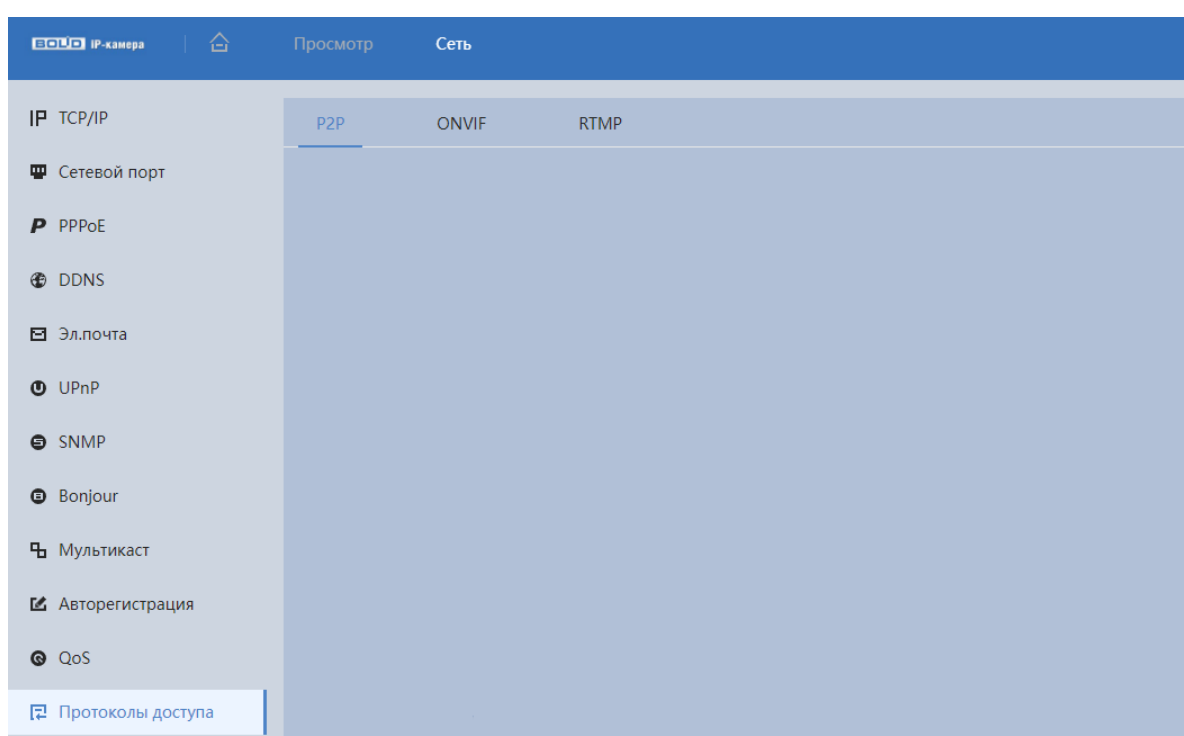 BOLID IP-камера Просмотр Сеть
TCP/IP
P2P ONVIF RTMP
Сетевой порт
PPPoE
DDNS
Эл.почта
UPnP
SNMP
Bonjour
Мультикаст
Авторегистрация
QoS
Протоколы доступа